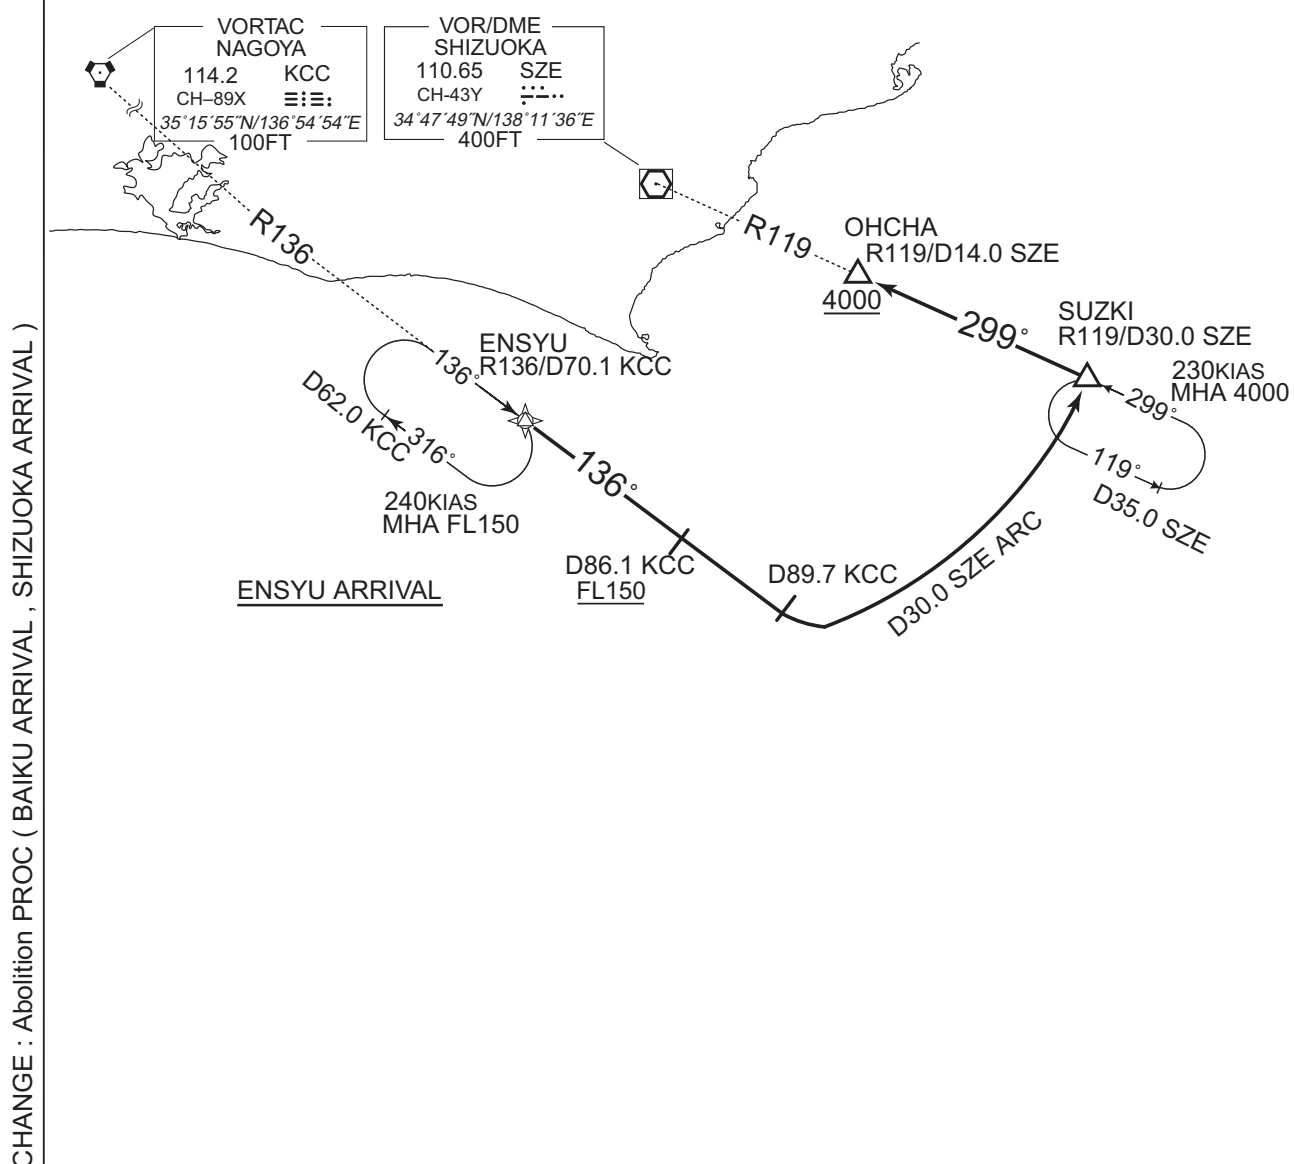 VORTAC
NAGOYA
114.2 KCC
CH–89X
35°15´55˝N/136°54´54˝E
100FT
VOR/DME
SHIZUOKA
110.65 SZE
CH-43Y
34°47´49˝N/138°11´36˝E
400FT
R136
R119
OHCHA
R119/D14.0 SZE
4000
299°
SUZKI
R119/D30.0 SZE
230KIAS
MHA 4000
299°
119°
D35.0 SZE
ENSYU
R136/D70.1 KCC
136°
D62.0 KCC
316°
240KIAS
MHA FL150
136°
D86.1 KCC
FL150
D89.7 KCC
D30.0 SZE ARC
ENSYU ARRIVAL
CHANGE : Abolition PROC ( BAIKU ARRIVAL , SHIZUOKA ARRIVAL )